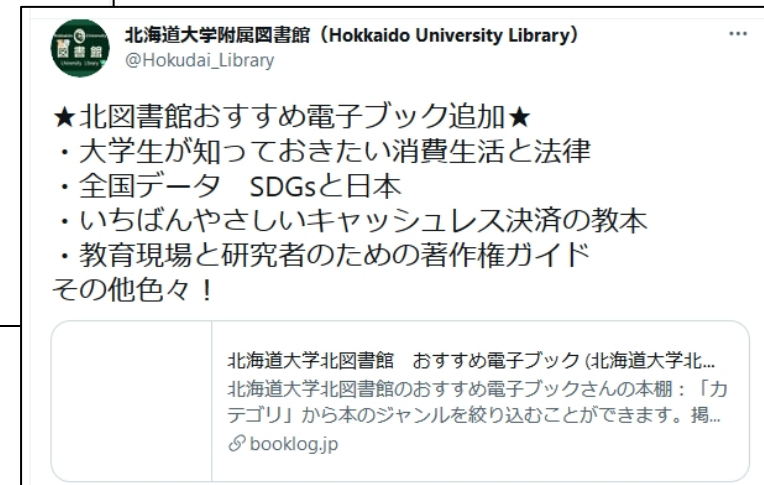 北海道大学附属図書館（Hokkaido University Library）
@Hokudai_Library
★北図書館おすすめ電子ブック追加★
・大学生が知っておきたい消費生活と法律
・全国データ　SDGsと日本
・いちばんやさしいキャッシュレス決済の教本
・教育現場と研究者のための著作権ガイド
その他色々！
北海道大学北図書館　おすすめ電子ブック (北海道大学北...
北海道大学北図書館のおすすめ電子ブックさんの本棚：「カ
テゴリ」から本のジャンルを絞り込むことができます。掲...
booklog.jp